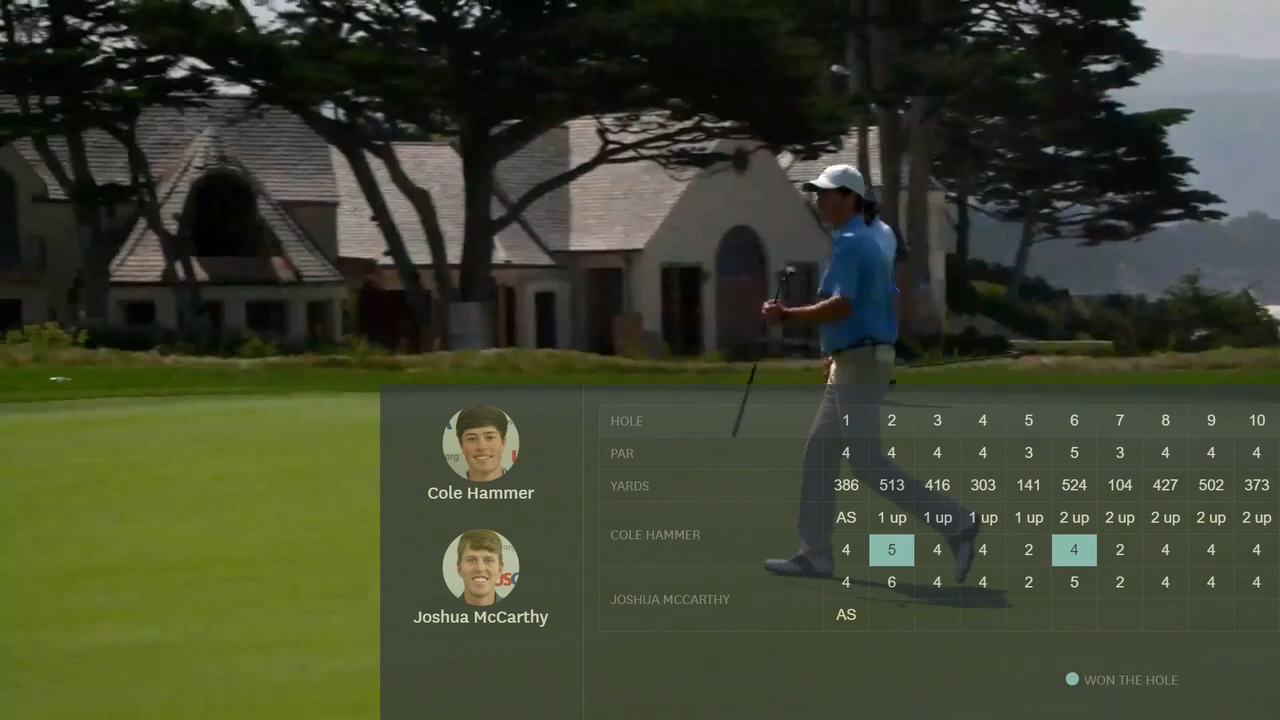 Cole Hammer
Joshua McCarthy
HOLE 1 2 3 4 5 6 7 8 9 10
PAR 4 4 4 4 3 5 3 4 4 4
YARDS 386 513 416 303 141 524 104 427 502 373
AS 1 up 1 up 1 up 1 up 2 up 2 up 2 up 2 up 2 up
COLE HAMMER
4 5 4 4 2 4 2 4 4 4
4 6 4 4 2 5 2 4 4 4
JOSHUA MCCARTHY
AS
WON THE HOLE